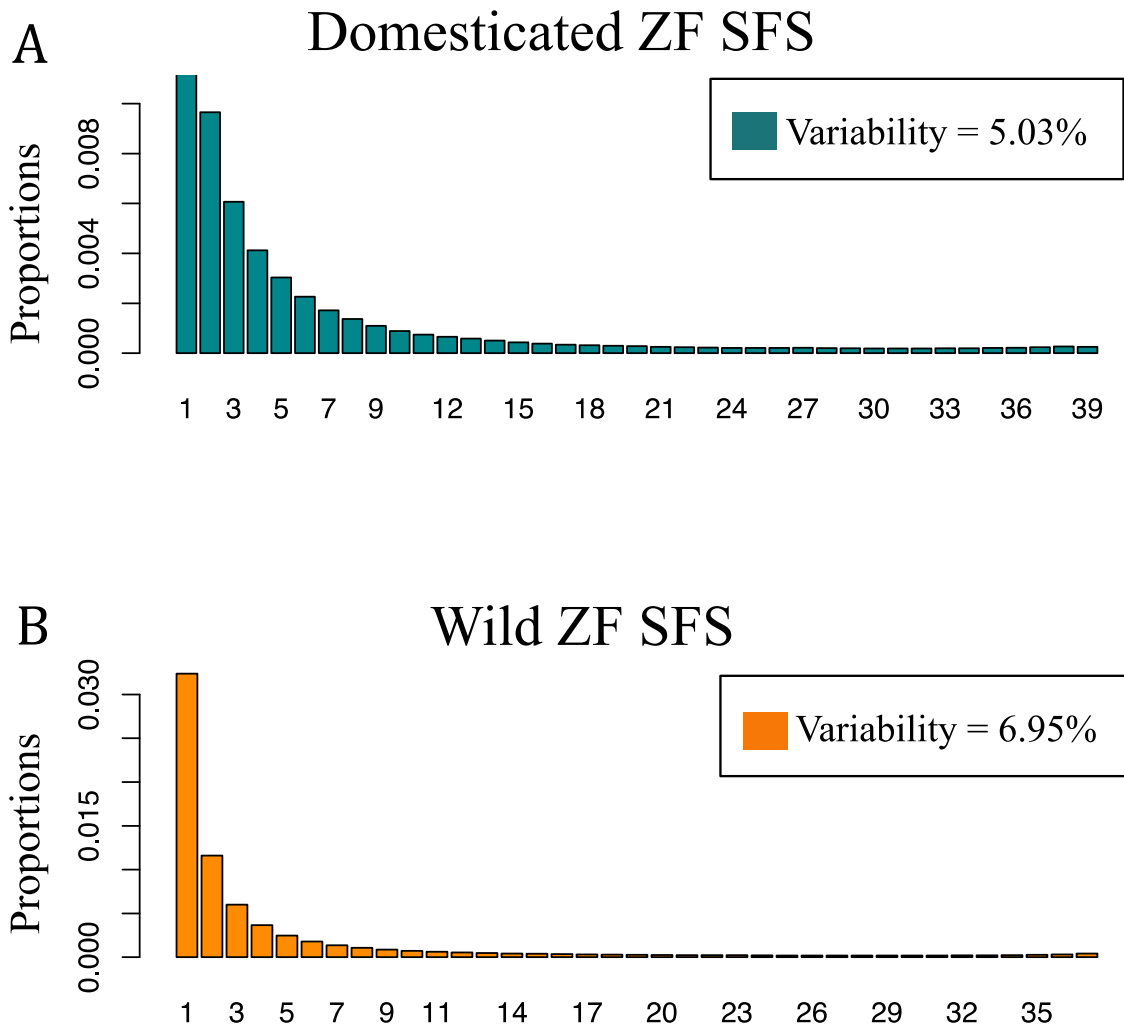 A
Domesticated ZF SFS
Variability = 5.03%
Proportions
0.000 0.004 0.008
1 3 5 7 9 12 15 18 21 24 27 30 33 36 39
B
Wild ZF SFS
Variability = 6.95%
Proportions
0.000 0.015 0.030
1 3 5 7 9 11 14 17 20 23 26 29 32 35